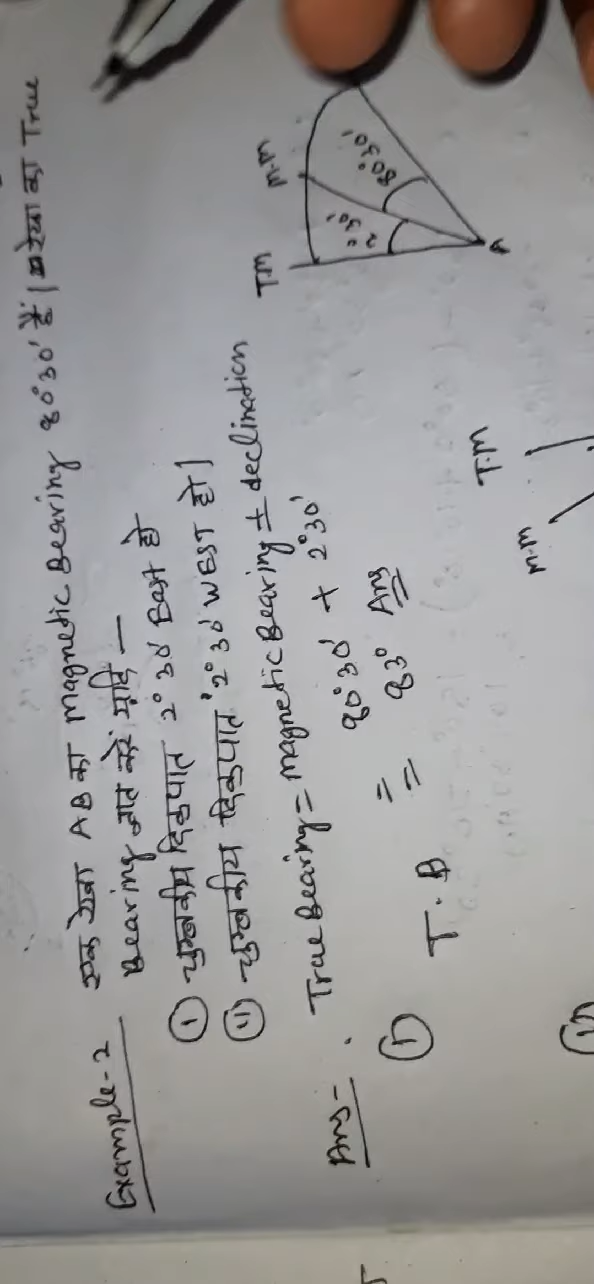 Example-2 एक रेखा AB का magnetic Bearing 80°30' है। रेखा का True
Bearing ज्ञात करें यदि —
(i) चुम्बकीय दिक्पात 2°30' East हो
(ii) चुम्बकीय दिक्पात 2°30' WEST हो।
Ans- True Bearing = magnetic Bearing ± declination
(i) T.B = 80°30' + 2°30'
= 83° Ans
T.M M.M
2°30' 80°30'
A
(ii)
M.M T.M